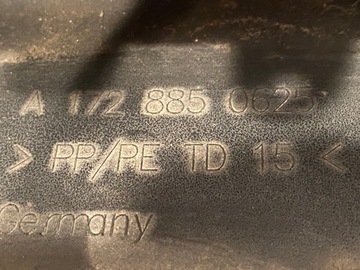 A 172 885 0625
> PP/PE TD 15 <
Germany